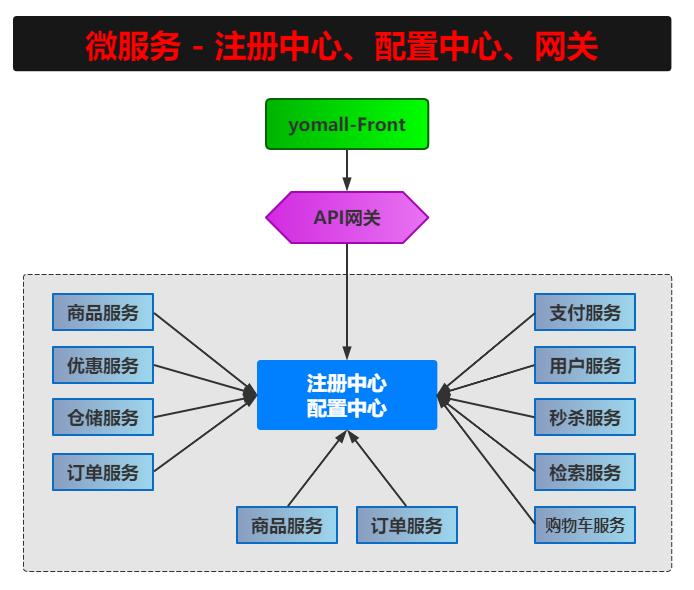 微服务 - 注册中心、配置中心、网关
yomall-Front
API网关
商品服务
优惠服务
仓储服务
订单服务
注册中心
配置中心
商品服务
订单服务
支付服务
用户服务
秒杀服务
检索服务
购物车服务